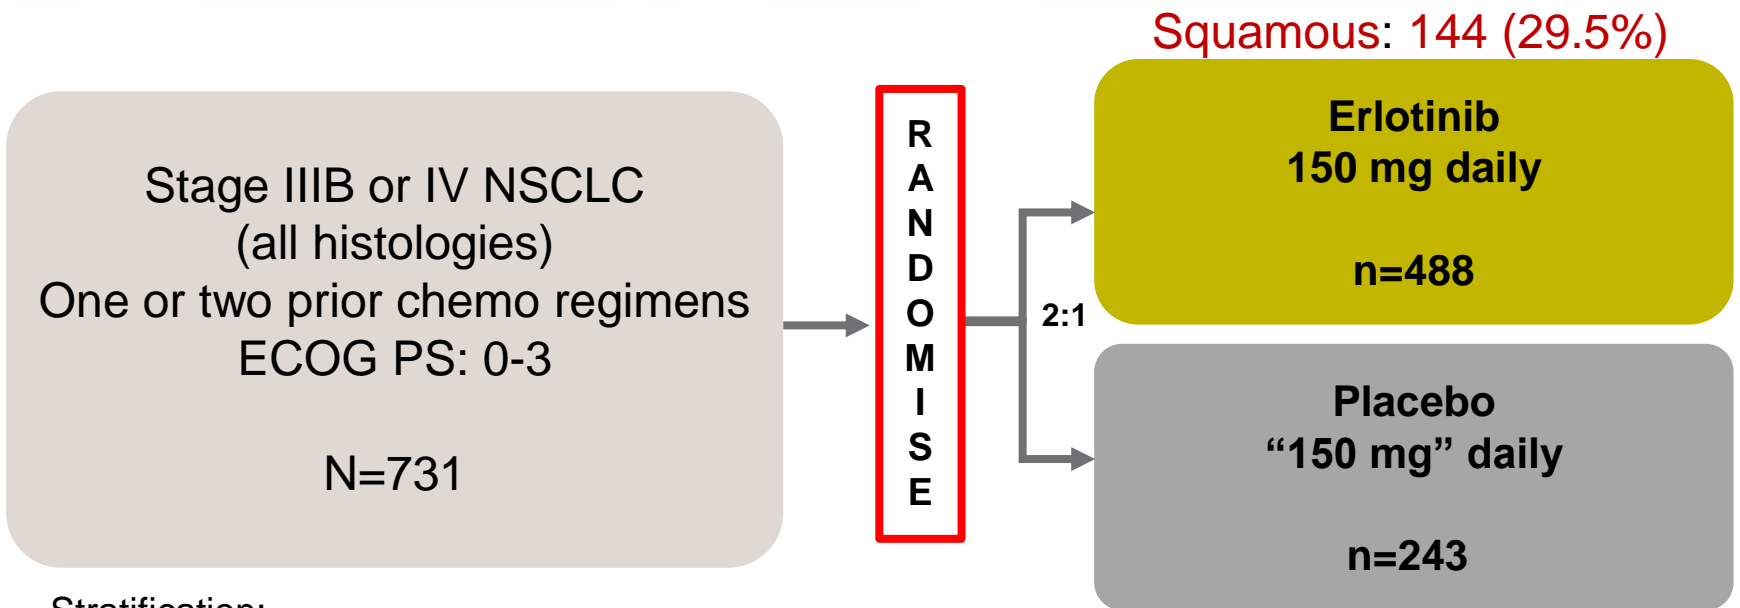 Squamous: 144 (29.5%)
Stage IIIB or IV NSCLC
(all histologies)
One or two prior chemo regimens
ECOG PS: 0-3
N=731
R
A
N
D
O
M
I
S
E
2:1
Erlotinib
150 mg daily
n=488
Placebo
“150 mg” daily
n=243
Stratification: